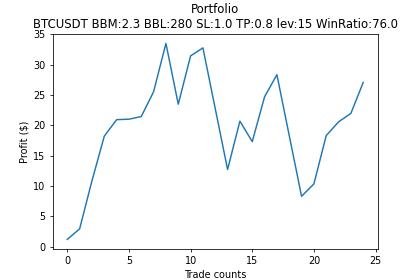 Portfolio
BTCUSDT BBM:2.3 BBL:280 SL:1.0 TP:0.8 lev:15 WinRatio:76.0
35
30
25
20
15
10
5
0
Profit ($)
0 5 10 15 20 25
Trade counts